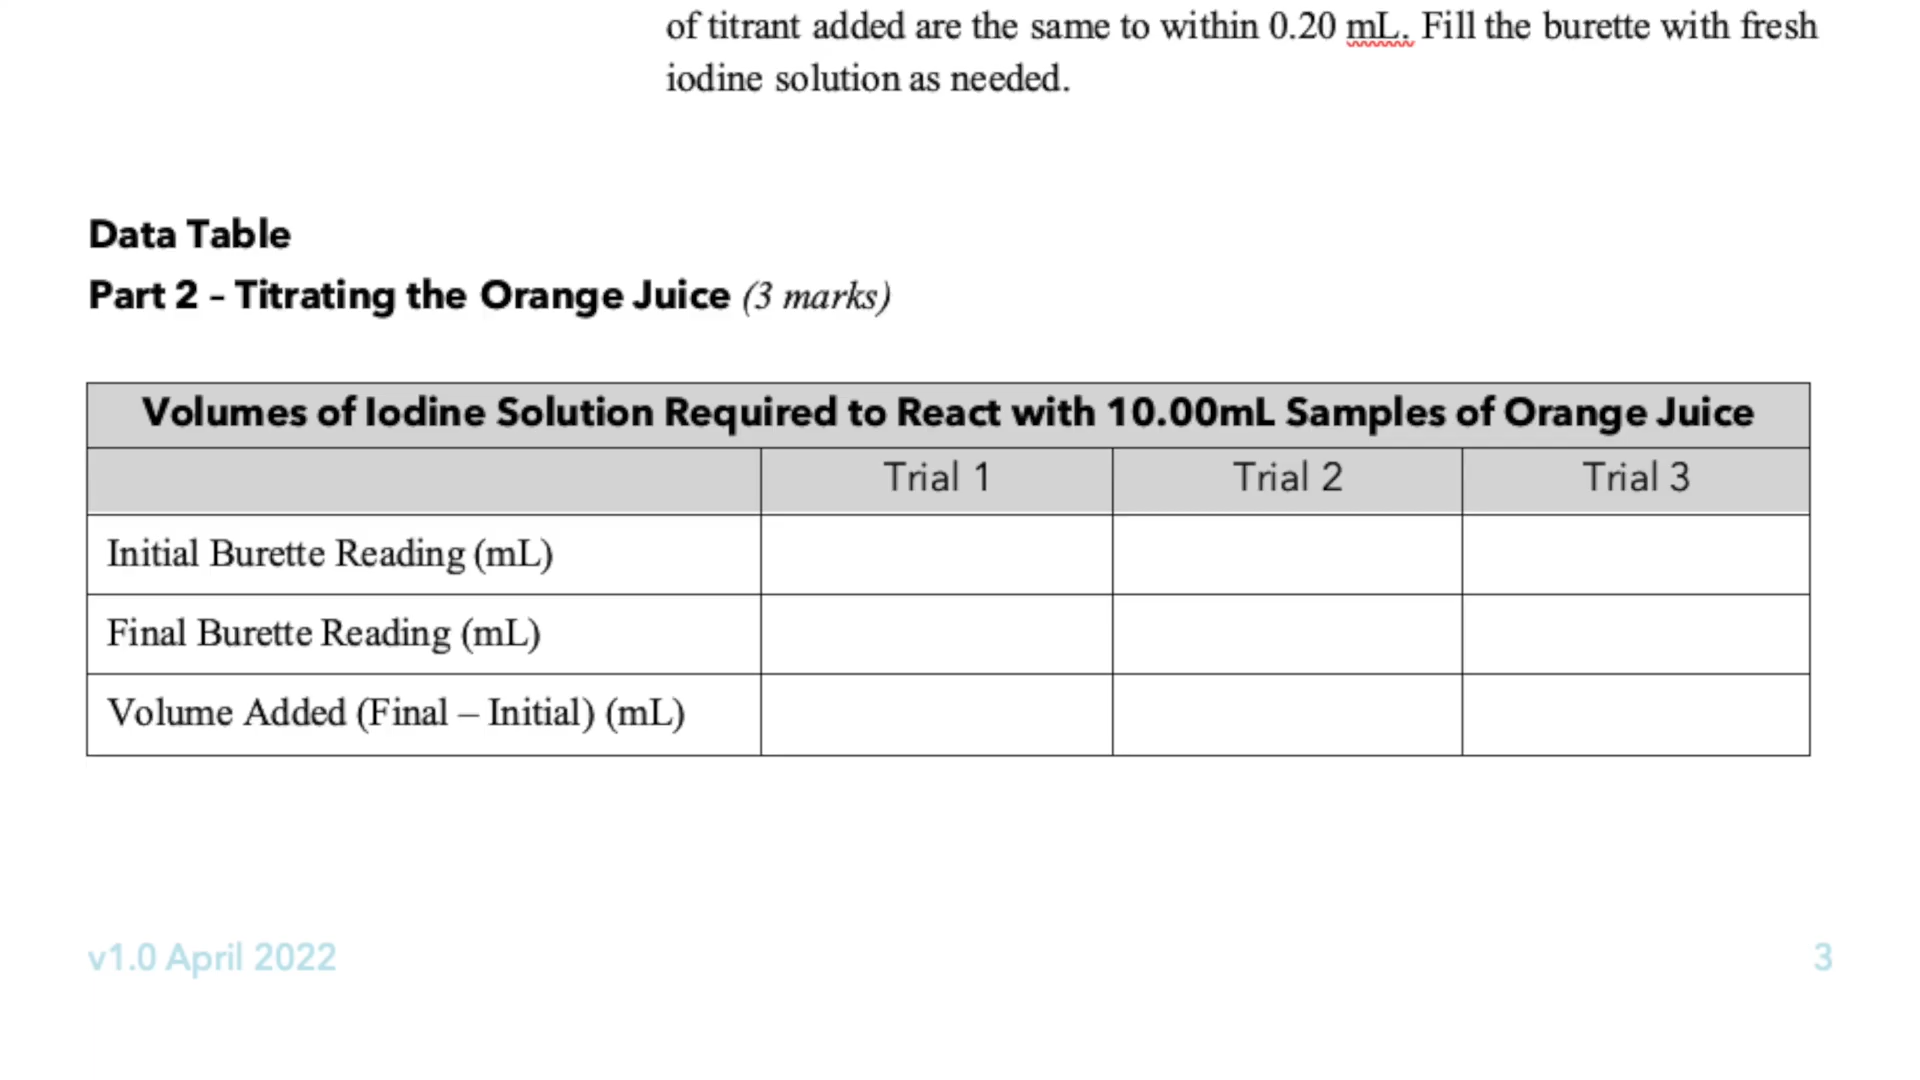 of titrant added are the same to within 0.20 mL. Fill the burette with fresh
iodine solution as needed.
Data Table
Part 2 – Titrating the Orange Juice (3 marks)
Volumes of Iodine Solution Required to React with 10.00mL Samples of Orange Juice
Trial 1 Trial 2 Trial 3
Initial Burette Reading (mL)
Final Burette Reading (mL)
Volume Added (Final – Initial) (mL)
v1.0 April 2022 3